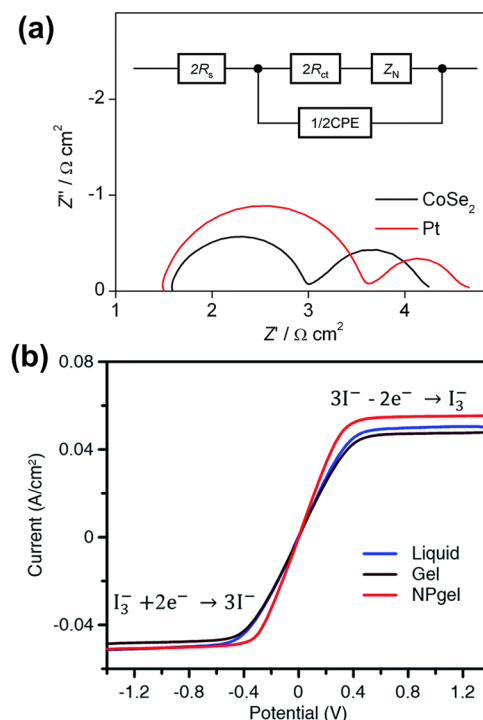 (a)
2Rs
2Rct
ZN
1/2CPE
-2
-1
0
Z'' / Ω cm²
CoSe₂
Pt
1
2
3
4
Z' / Ω cm²
(b)
0.08
0.04
0
-0.04
Current (A/cm²)
3I⁻ - 2e⁻ → I₃⁻
Liquid
Gel
NPgel
I₃⁻ +2e⁻ → 3I⁻
-1.2
-0.8
-0.4
0
0.4
0.8
1.2
Potential (V)